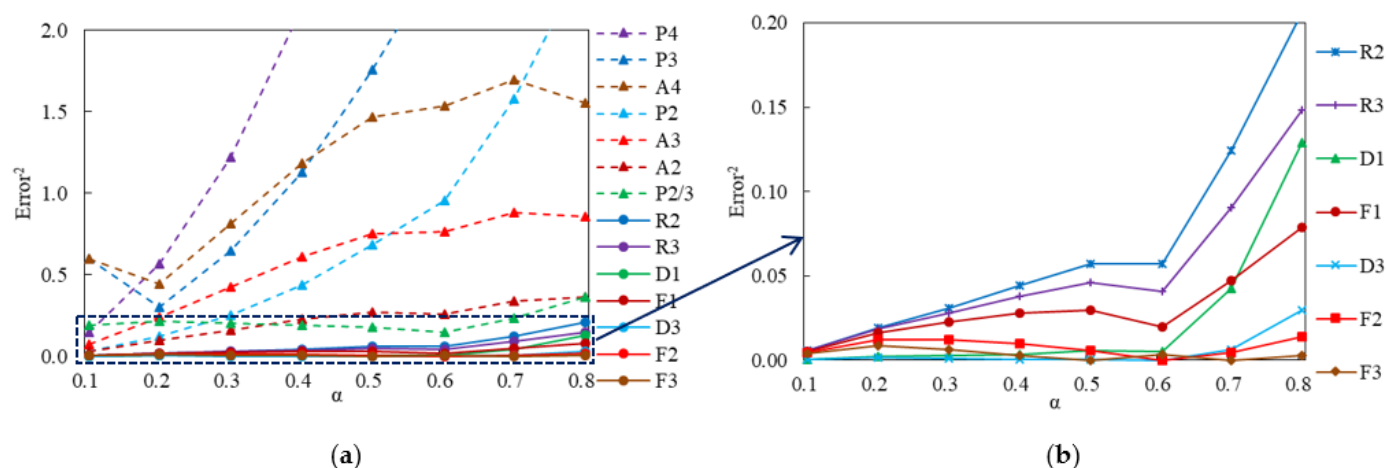 2.0
1.5
1.0
0.5
0.0
Error²
0.1 0.2 0.3 0.4 0.5 0.6 0.7 0.8
α
P4
P3
A4
P2
A3
A2
P2/3
R2
R3
D1
F1
D3
F2
F3
(a)
0.20
0.15
0.10
0.05
0.00
Error²
0.1 0.2 0.3 0.4 0.5 0.6 0.7 0.8
α
R2
R3
D1
F1
D3
F2
F3
(b)